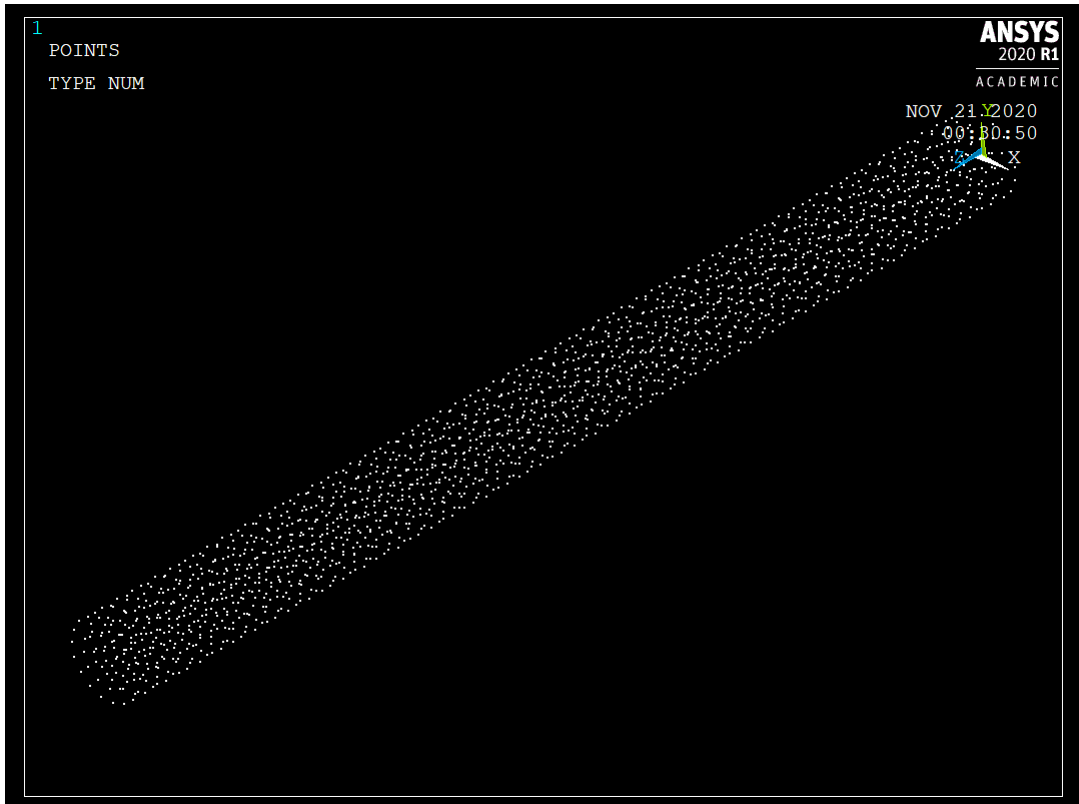 1
POINTS
TYPE NUM
ANSYS
2020 R1
ACADEMIC
NOV 21 2020
00:30:50
Y
Z
X